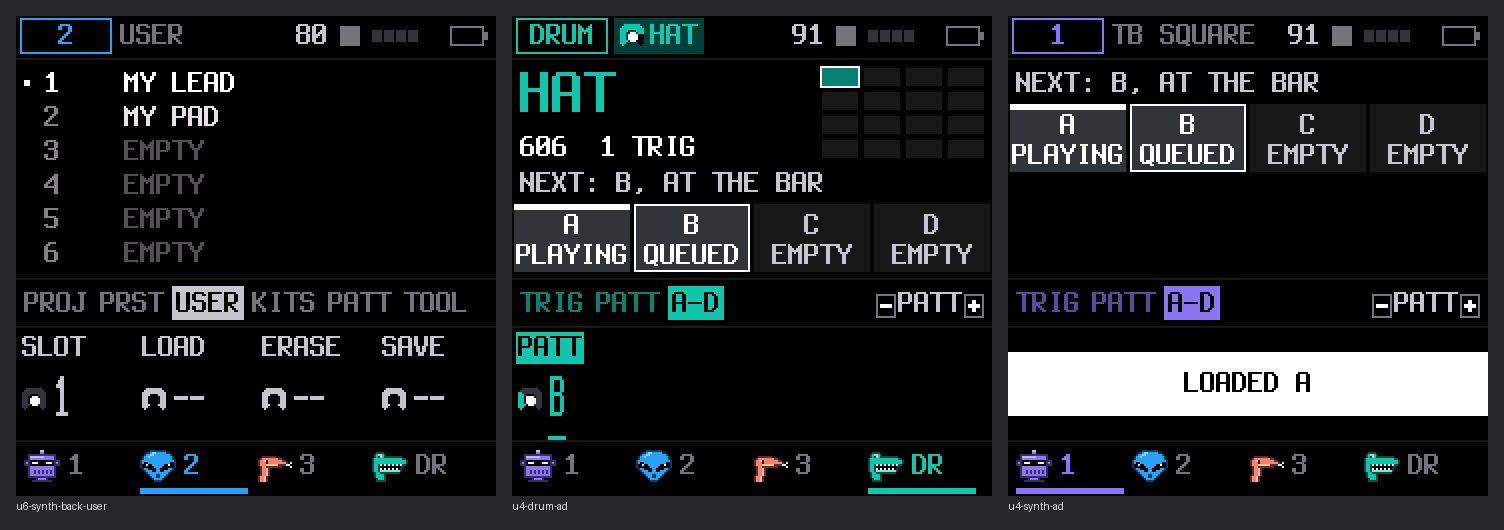 2 USER 80
1 MY LEAD
2 MY PAD
3 EMPTY
4 EMPTY
5 EMPTY
6 EMPTY
PROJ PRST USER KITS PATT TOOL
SLOT LOAD ERASE SAVE
1 -- -- --
1 2 3 DR
u6-synth-back-user
DRUM HAT 91
HAT
606 1 TRIG
NEXT: B, AT THE BAR
A B C D
PLAYING QUEUED EMPTY EMPTY
TRIG PATT A-D -PATT+
PATT
B
1 2 3 DR
u4-drum-ad
1 TB SQUARE 91
NEXT: B, AT THE BAR
A B C D
PLAYING QUEUED EMPTY EMPTY
TRIG PATT A-D -PATT+
LOADED A
1 2 3 DR
u4-synth-ad